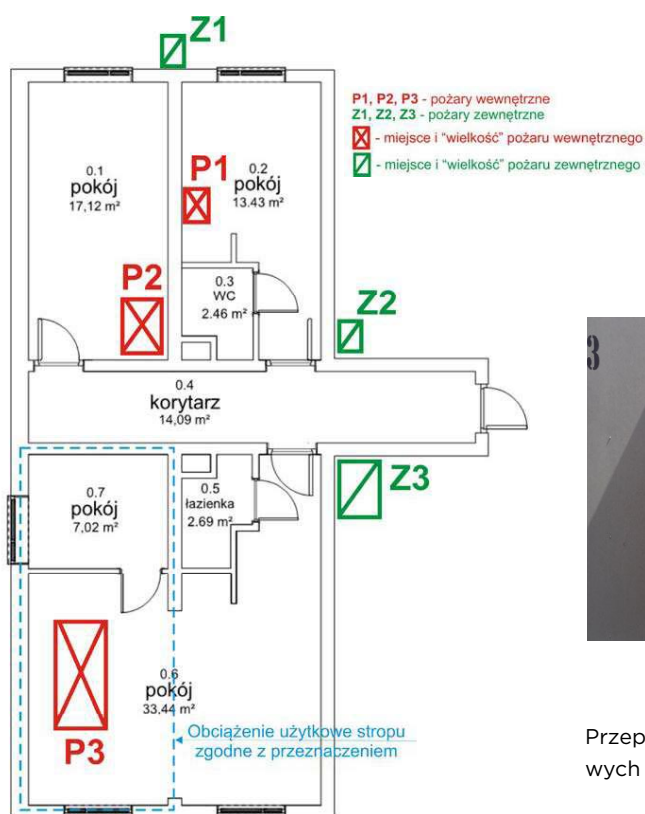 Z1
P1, P2, P3 - pożary wewnętrzne
Z1, Z2, Z3 - pożary zewnętrzne
- miejsce i "wielkość" pożaru wewnętrznego
- miejsce i "wielkość" pożaru zewnętrznego
0.1
pokój
17,12 m²
P1
0.2
pokój
13.43 m²
P2
0.3
WC
2.46 m²
Z2
3
0.4
korytarz
14,09 m²
0.7
pokój
7,02 m²
0.5
łazienka
2.69 m²
Z3
0.6
pokój
33,44 m²
P3
Obciążenie użytkowe stropu
zgodne z przeznaczeniem
Przep
wych